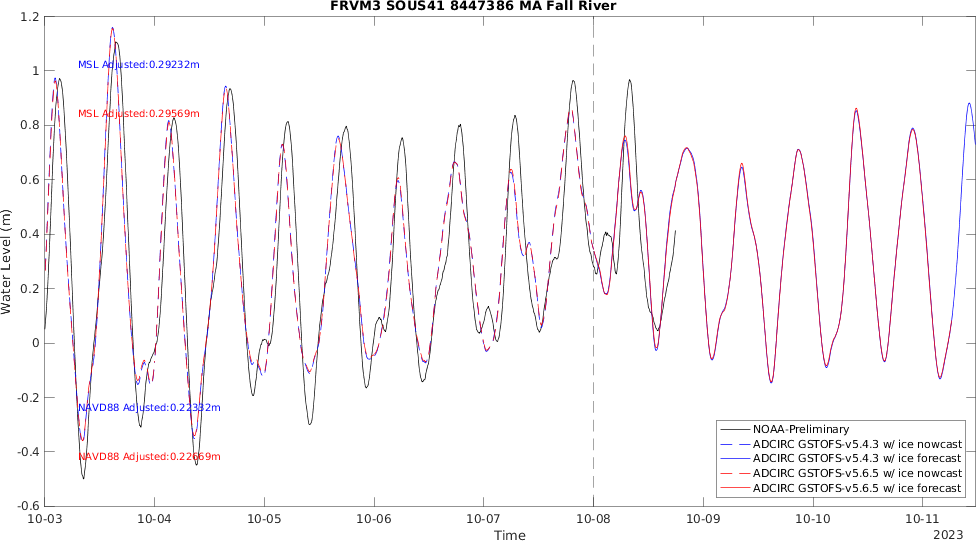 FRVM3 SOUS41 8447386 MA Fall River
1.2
1
0.8
0.6
0.4
0.2
0
-0.2
-0.4
-0.6
Water Level (m)
MSL Adjusted:0.29232m
MSL Adjusted:0.29569m
NAVD88 Adjusted:0.22332m
NAVD88 Adjusted:0.22669m
NOAA-Preliminary
ADCIRC GSTOFS-v5.4.3 w/ ice nowcast
ADCIRC GSTOFS-v5.4.3 w/ ice forecast
ADCIRC GSTOFS-v5.6.5 w/ ice nowcast
ADCIRC GSTOFS-v5.6.5 w/ ice forecast
10-03 10-04 10-05 10-06 10-07 10-08 10-09 10-10 10-11
Time
2023